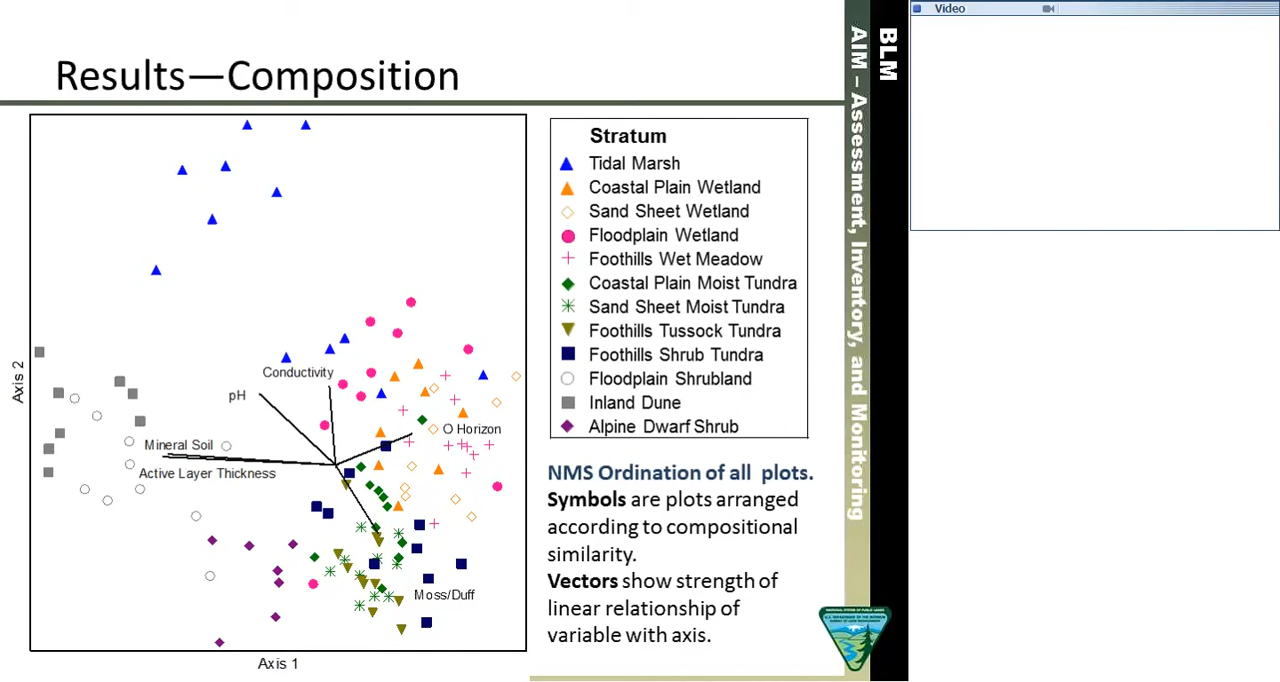 Results—Composition
Axis 2
Conductivity
pH
O Horizon
Mineral Soil
Active Layer Thickness
Moss/Duff
Axis 1
Stratum
Tidal Marsh
Coastal Plain Wetland
Sand Sheet Wetland
Floodplain Wetland
Foothills Wet Meadow
Coastal Plain Moist Tundra
Sand Sheet Moist Tundra
Foothills Tussock Tundra
Foothills Shrub Tundra
Floodplain Shrubland
Inland Dune
Alpine Dwarf Shrub
NMS Ordination of all plots.
Symbols are plots arranged
according to compositional
similarity.
Vectors show strength of
linear relationship of
variable with axis.
BLM
AIM – Assessment, Inventory, and Monitoring
Video